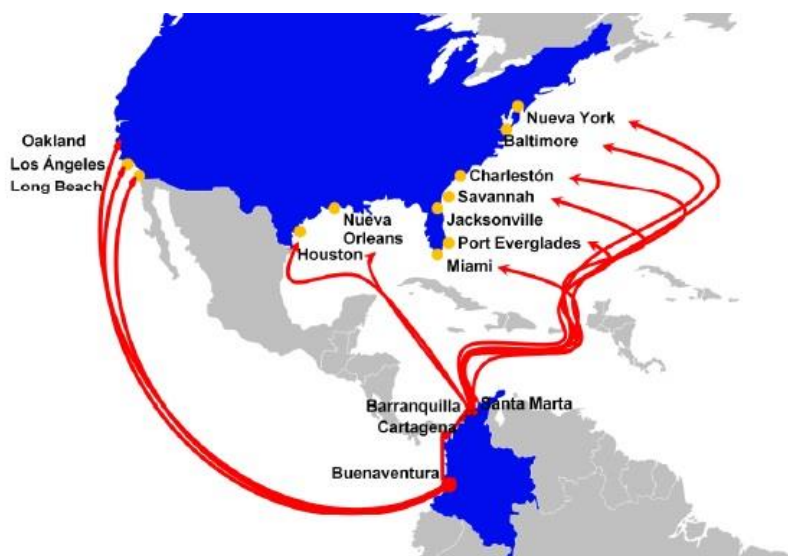 Oakland
Los Ángeles
Long Beach
Nueva York
Baltimore
Charlestón
Savannah
Jacksonville
Port Everglades
Miami
Nueva
Orleans
Houston
Barranquilla
Santa Marta
Cartagena
Buenaventura